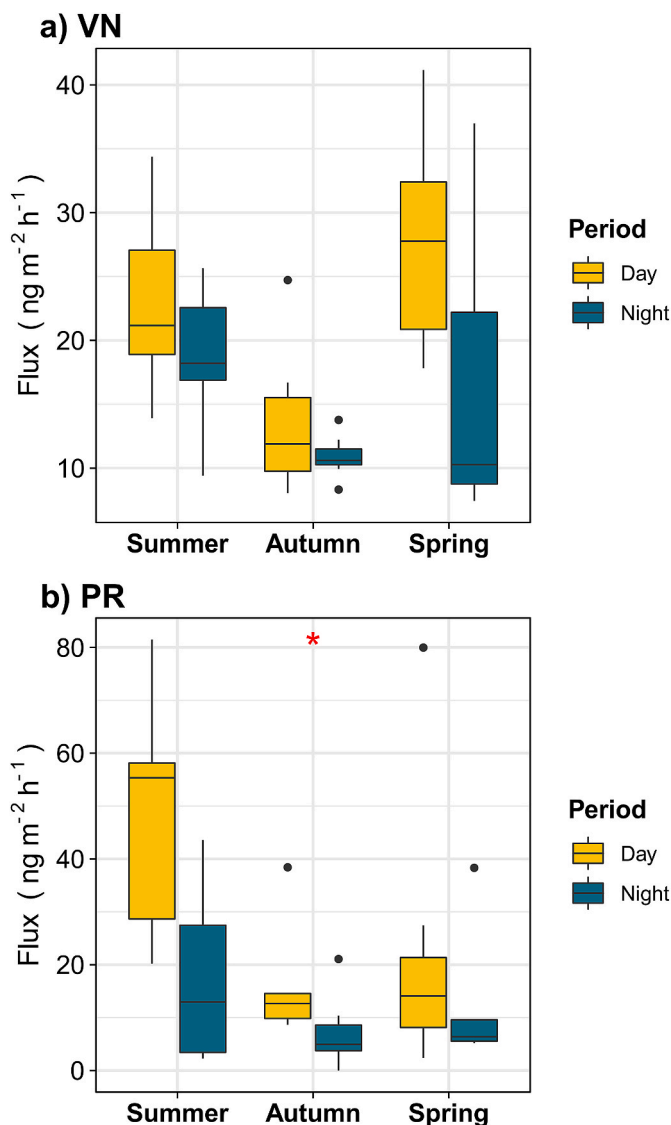 a) VN
Flux ( ng m⁻² h⁻¹)
40
30
20
10
Summer Autumn Spring
Period
Day
Night
b) PR
*
Flux ( ng m⁻² h⁻¹)
80
60
40
20
0
Summer Autumn Spring
Period
Day
Night